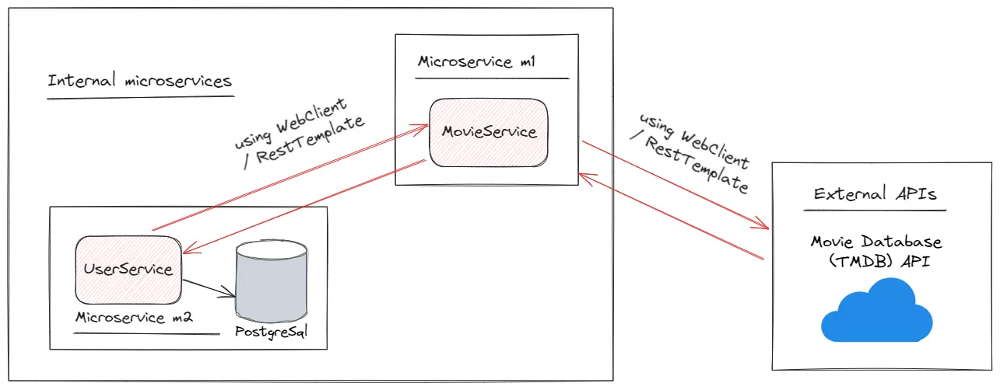 Internal microservices
Microservice m1
MovieService
using WebClient
/ RestTemplate
using WebClient
/ RestTemplate
UserService
Microservice m2
PostgreSql
External APIs
Movie Database
(TMDB) API